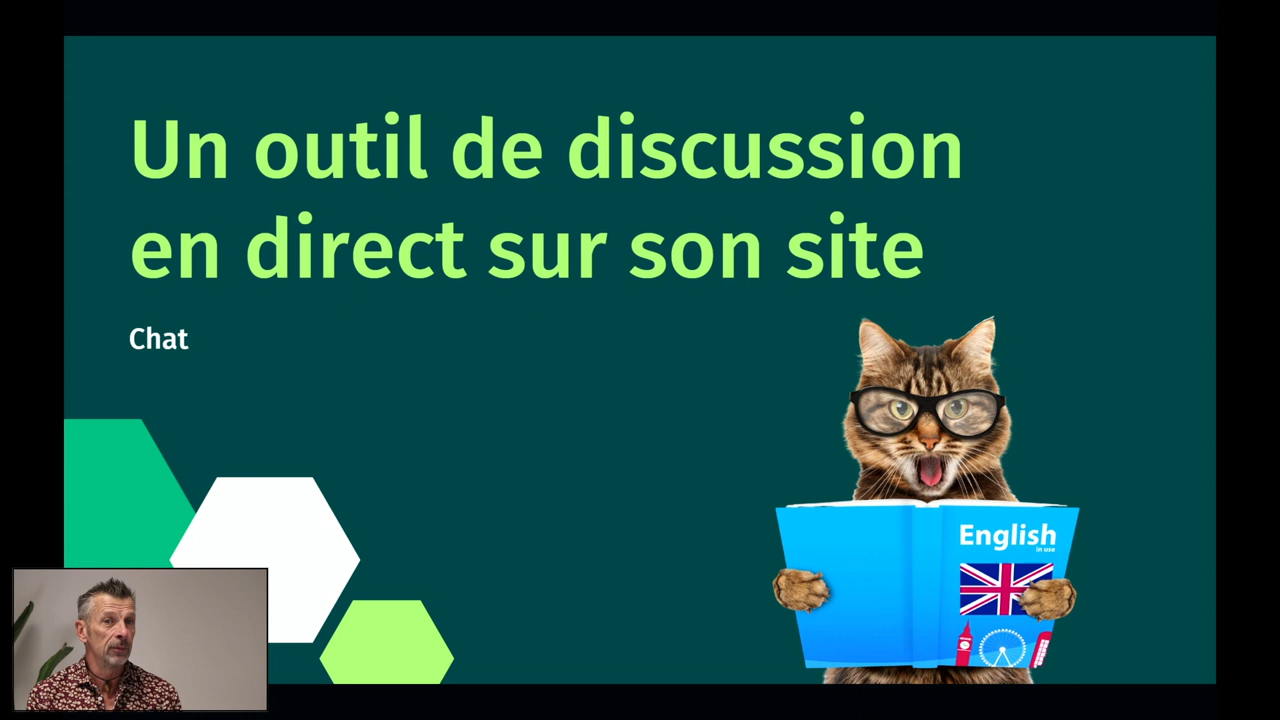 Un outil de discussion
en direct sur son site
Chat
English
in use